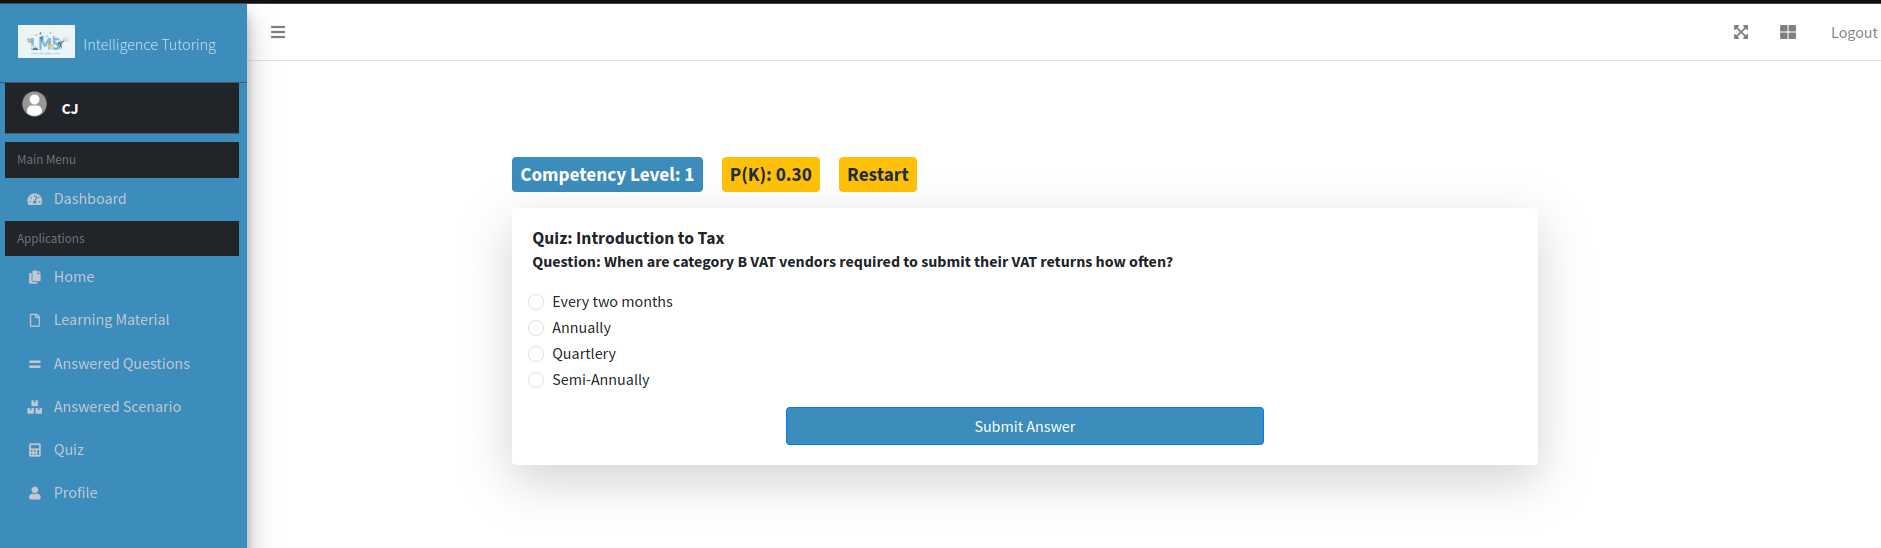 LMS
Intelligence Tutoring
Logout
CJ
Main Menu
Dashboard
Applications
Home
Learning Material
Answered Questions
Answered Scenario
Quiz
Profile
Competency Level: 1 P(K): 0.30 Restart
Quiz: Introduction to Tax
Question: When are category B VAT vendors required to submit their VAT returns how often?
Every two months
Annually
Quartlery
Semi-Annually
Submit Answer